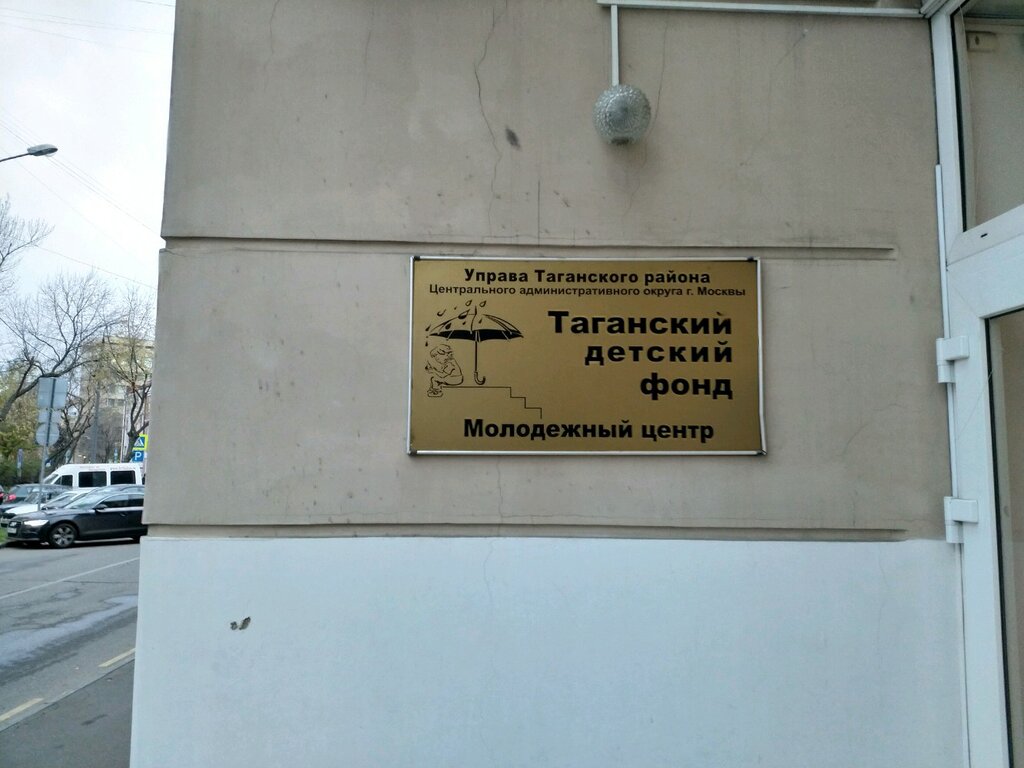 Управа Таганского района
Центрального административного округа г. Москвы
Таганский
детский
фонд
Молодежный центр
P